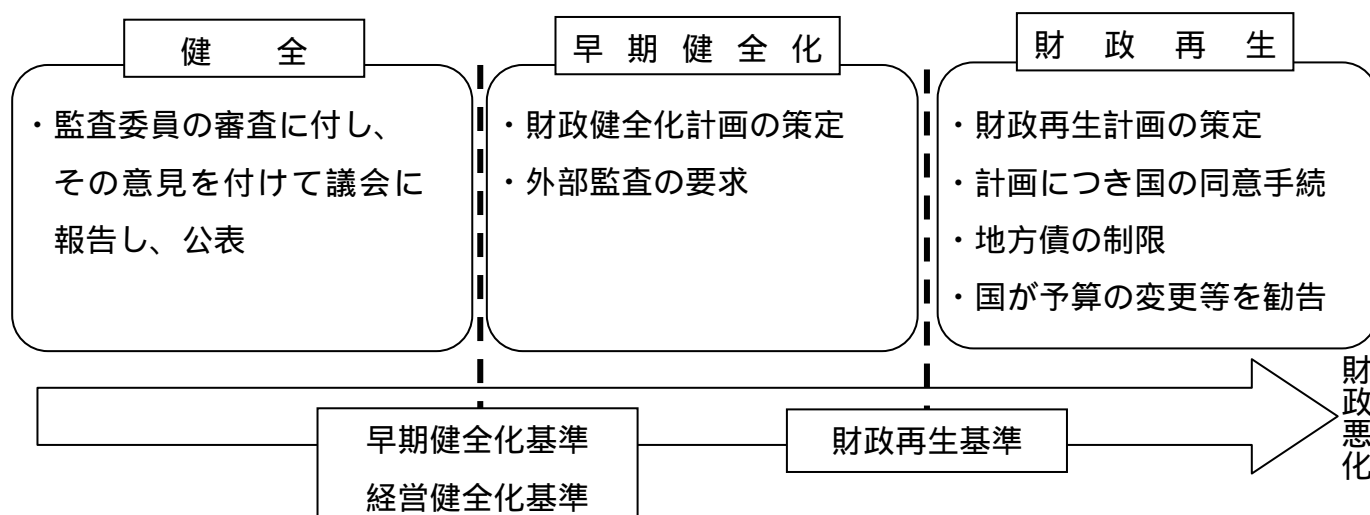 健全
・監査委員の審査に付し、
その意見を付けて議会に
報告し、公表
早期健全化
・財政健全化計画の策定
・外部監査の要求
財政再生
・財政再生計画の策定
・計画につき国の同意手続
・地方債の制限
・国が予算の変更等を勧告
早期健全化基準
経営健全化基準
財政再生基準
財政悪化